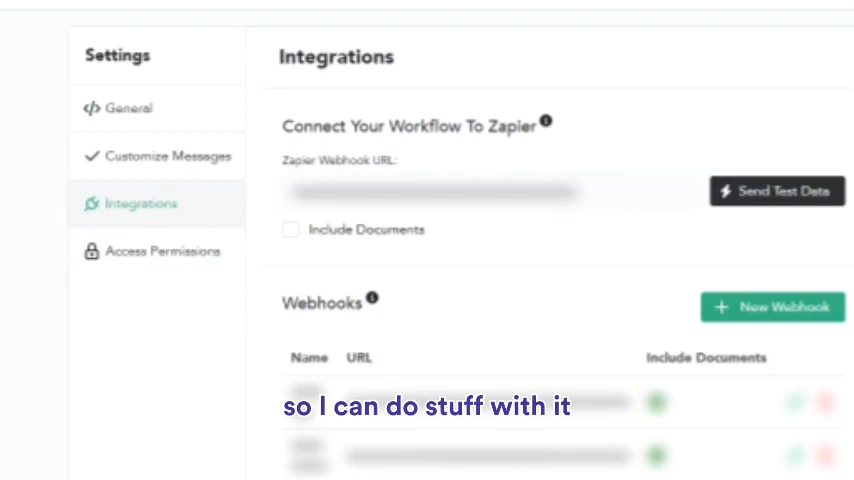 Settings
General
Customize Messages
Integrations
Access Permissions
Integrations
Connect Your Workflow To Zapier
Zapier Webhook URL:
Send Test Data
Include Documents
Webhooks
New Webhook
Name URL Include Documents
so I can do stuff with it